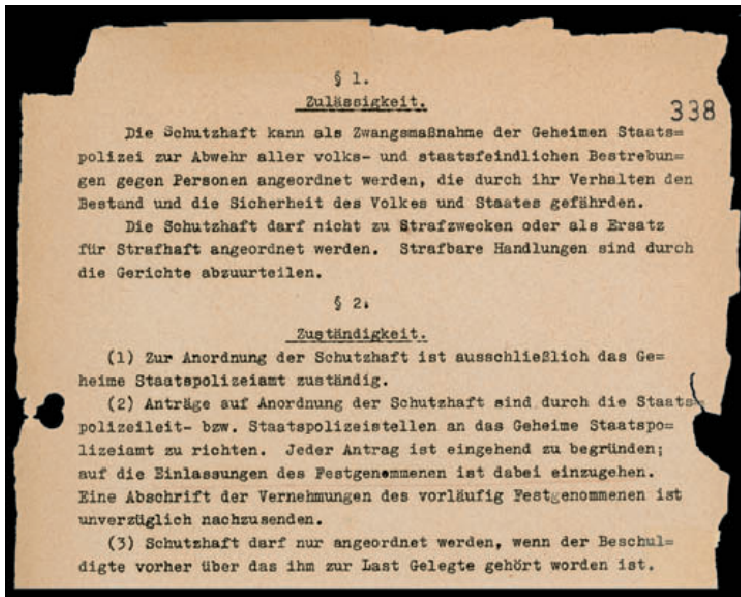 § 1.
Zulässigkeit.
338
Die Schutzhaft kann als Zwangsmaßnahme der Geheimen Staats=
polizei zur Abwehr aller volks- und staatsfeindlichen Bestrebun=
gen gegen Personen angeordnet werden, die durch ihr Verhalten den
Bestand und die Sicherheit des Volkes und Staates gefährden.
Die Schutzhaft darf nicht zu Strafzwecken oder als Ersatz
für Strafhaft angeordnet werden. Strafbare Handlungen sind durch
die Gerichte abzuurteilen.
§ 2.
Zuständigkeit.
(1) Zur Anordnung der Schutzhaft ist ausschließlich das Ge=
heime Staatspolizeiamt zuständig.
(2) Anträge auf Anordnung der Schutzhaft sind durch die Staats=
polizeileit- bzw. Staatspolizeistellen an das Geheime Staatspo=
lizeiamt zu richten. Jeder Antrag ist eingehend zu begründen;
auf die Einlassungen des Festgenommenen ist dabei einzugehen.
Eine Abschrift der Vernehmungen des vorläufig Festgenommenen ist
unverzüglich nachzusenden.
(3) Schutzhaft darf nur angeordnet werden, wenn der Beschul=
digte vorher über das ihm zur Last Gelegte gehört worden ist.